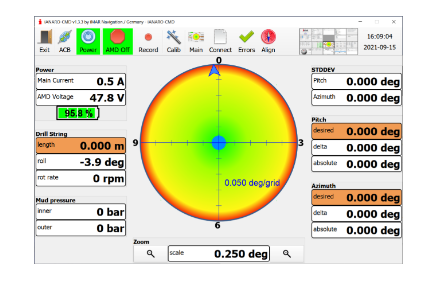 iANARD-CMD v1.3.3 by iMAR Navigation / Germany - iANARD-CMD
Exit ACB Power AMD Off Record Calib Main Connect Errors Align
16:09:04
2021-09-15
Power
Main Current 0.5 A
AMD Voltage 47.8 V
95.8 %
Drill String
length 0.000 m
roll -3.9 deg
rot rate 0 rpm
Mud pressure
inner 0 bar
outer 0 bar
0
9
3
6
0.050 deg/grid
Zoom
scale 0.250 deg
STDDEV
Pitch 0.000 deg
Azimuth 0.000 deg
Pitch
desired 0.000 deg
delta 0.000 deg
absolute 0.000 deg
Azimuth
desired 0.000 deg
delta 0.000 deg
absolute 0.000 deg